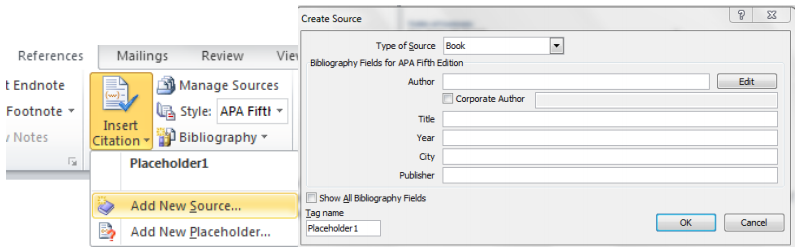 References Mailings Review Vie
t Endnote
Footnote
Notes
Insert
Citation
Manage Sources
Style: APA Fifth
Bibliography
Placeholder1
Add New Source...
Add New Placeholder...
Create Source
Type of Source Book
Bibliography Fields for APA Fifth Edition
Author Edit
Corporate Author
Title
Year
City
Publisher
Show All Bibliography Fields
Tag name
Placeholder1
OK Cancel